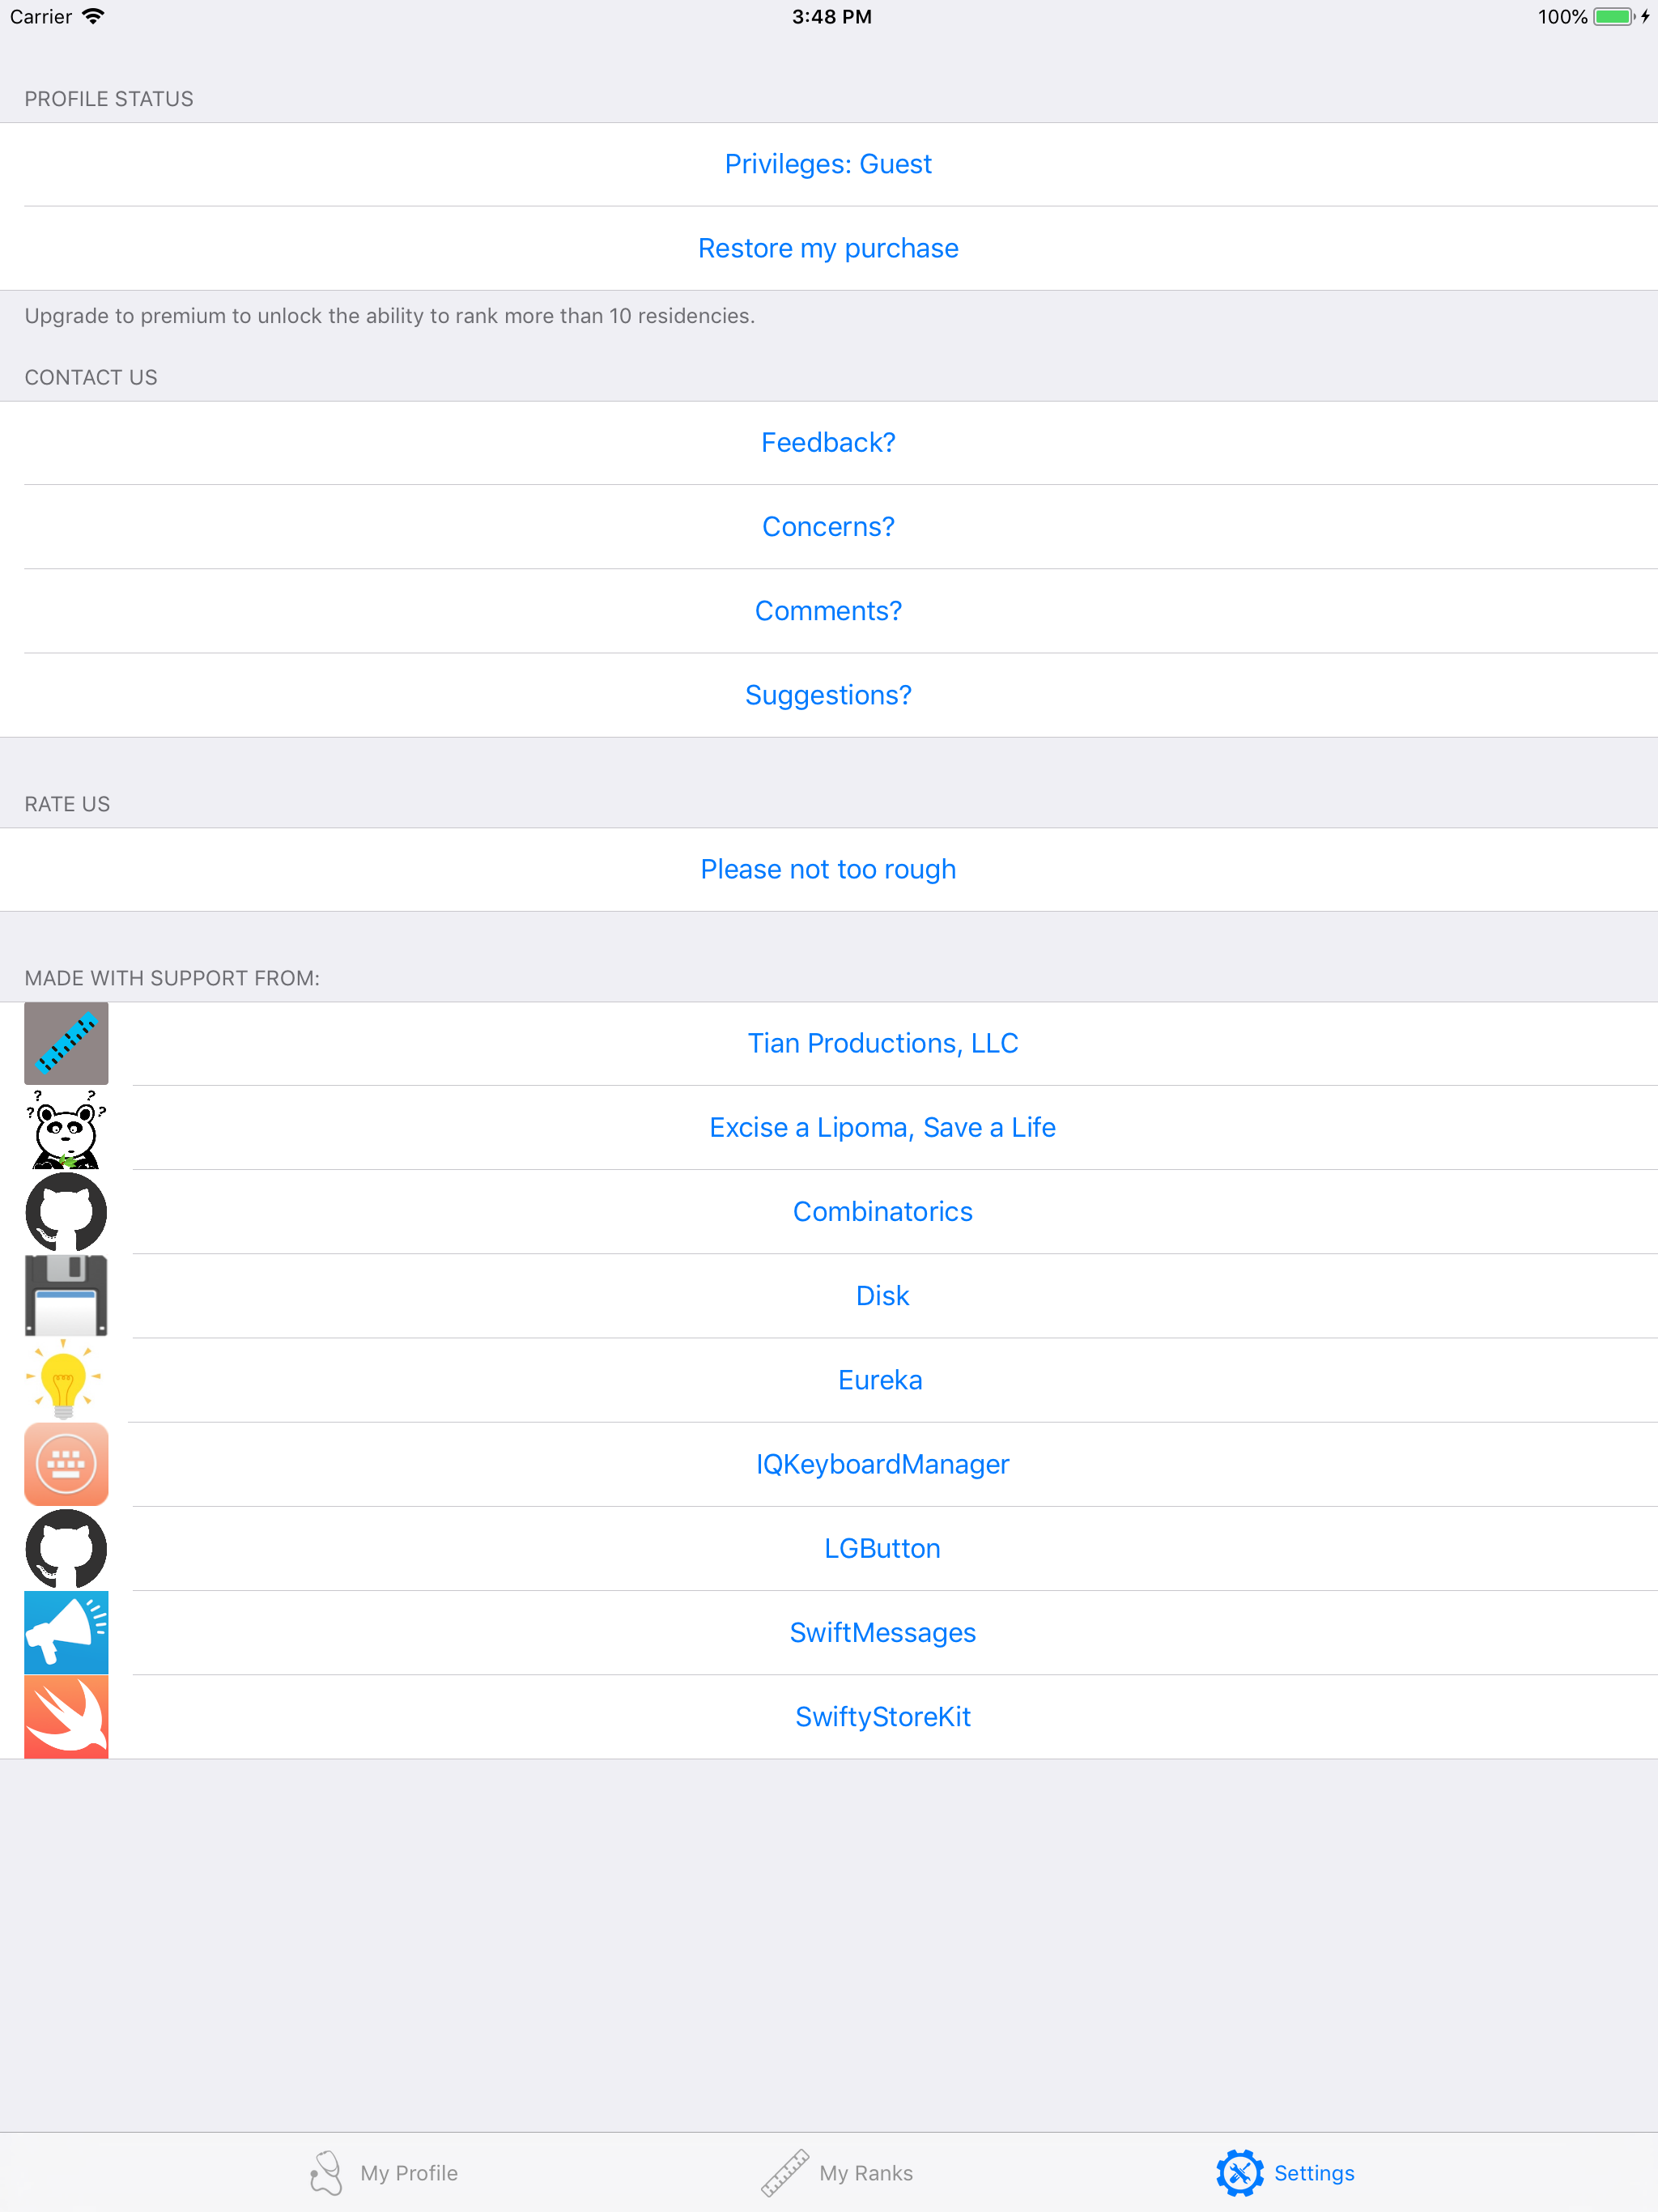 Carrier 3:48 PM 100%
PROFILE STATUS
Privileges: Guest
Restore my purchase
Upgrade to premium to unlock the ability to rank more than 10 residencies.
CONTACT US
Feedback?
Concerns?
Comments?
Suggestions?
RATE US
Please not too rough
MADE WITH SUPPORT FROM:
Tian Productions, LLC
? ?
? ?
Excise a Lipoma, Save a Life
Combinatorics
Disk
Eureka
IQKeyboardManager
LGButton
SwiftMessages
SwiftyStoreKit
My Profile My Ranks Settings